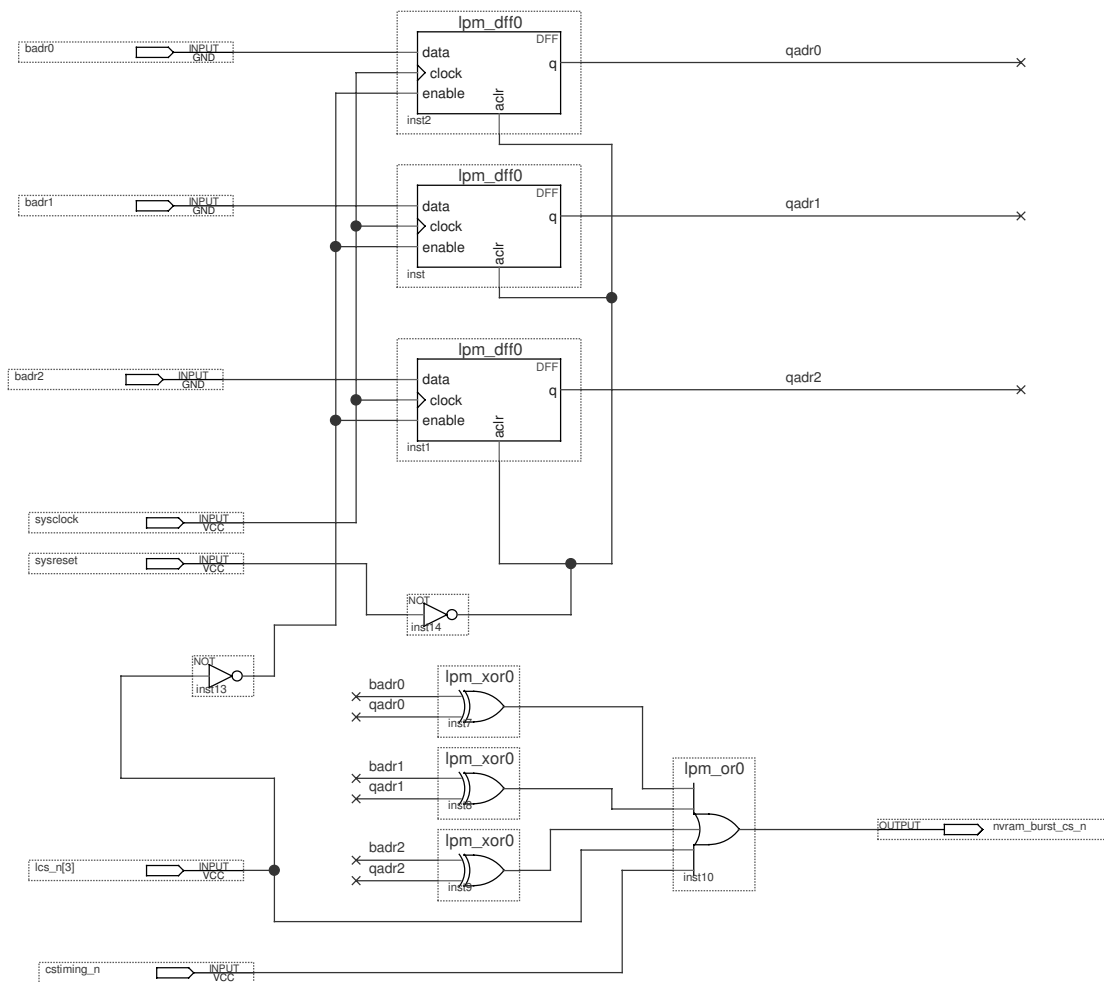 lpm_dff0
badr0
INPUT
GND
DFF
data
q
qadr0
clock
enable
aclr
inst2
lpm_dff0
badr1
INPUT
GND
DFF
data
q
qadr1
clock
enable
aclr
inst
lpm_dff0
badr2
INPUT
GND
DFF
data
q
qadr2
clock
enable
aclr
inst1
sysclock
INPUT
VCC
sysreset
INPUT
VCC
NOT
inst14
NOT
inst13
lpm_xor0
badr0
qadr0
inst7
lpm_xor0
badr1
qadr1
inst8
lpm_or0
lpm_xor0
badr2
qadr2
inst9
inst10
OUTPUT
nvram_burst_cs_n
lcs_n[3]
INPUT
VCC
cstiming_n
INPUT
VCC